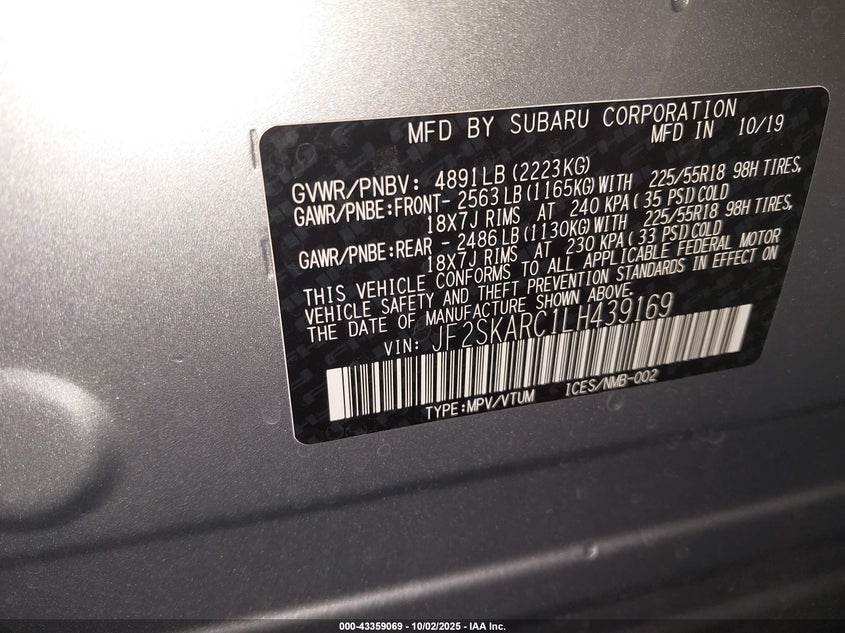 MFD BY SUBARU CORPORATION
MFD IN 10/19
GVWR/PNBV: 4891LB (2223KG)
GAWR/PNBE:FRONT- 2563 LB (1165KG) WITH 225/55R18 98H TIRES,
18X7J RIMS AT 240 KPA ( 35 PSI) COLD
GAWR/PNBE:REAR - 2486 LB (1130KG) WITH 225/55R18 98H TIRES,
18X7J RIMS AT 230 KPA ( 33 PSI) COLD
THIS VEHICLE CONFORMS TO ALL APPLICABLE FEDERAL MOTOR
VEHICLE SAFETY AND THEFT PREVENTION STANDARDS IN EFFECT ON
THE DATE OF MANUFACTURE SHOWN ABOVE.
VIN: JF2SKARC1LH439169
TYPE:MPV/VTUM ICES/NMB-002
000-43359069 - 10/02/2025 - IAA Inc.